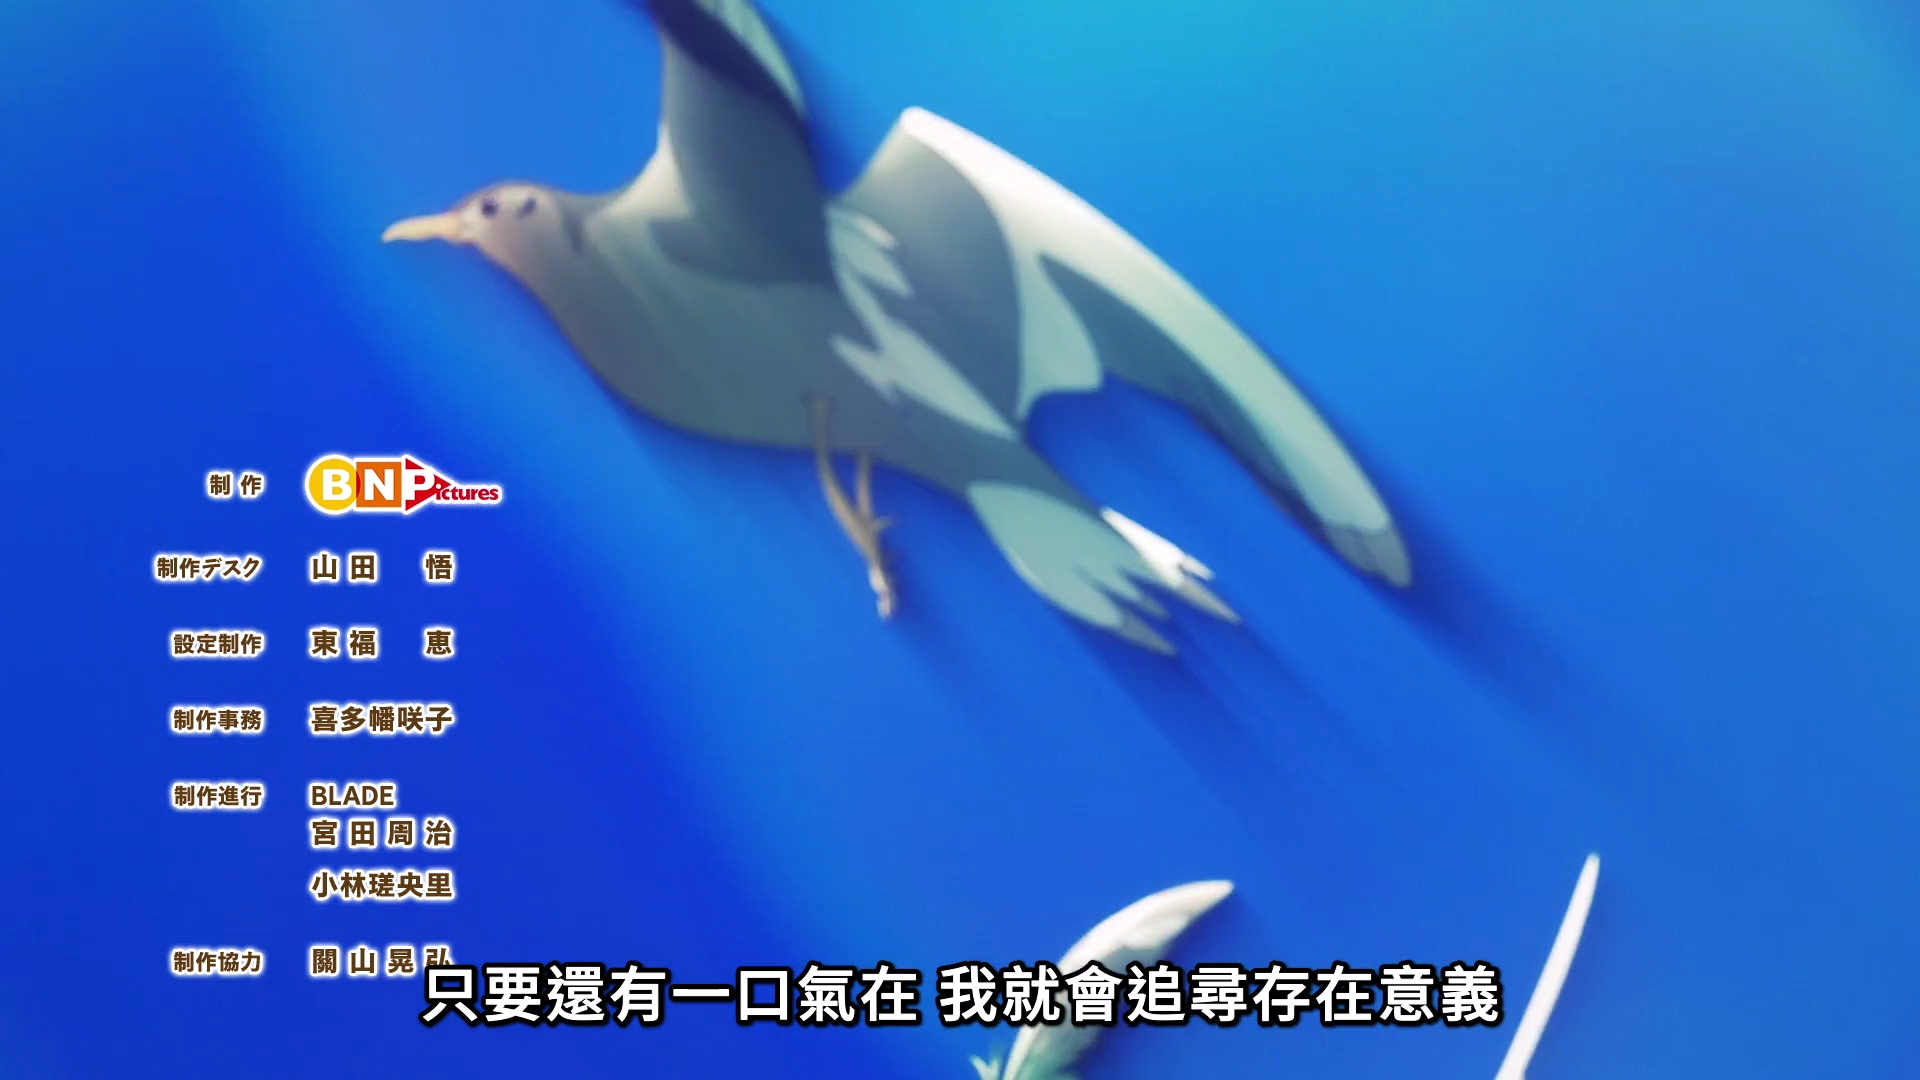 制作 BNPictures
制作デスク 山田 悟
設定制作 東福 恵
制作事務 喜多幡咲子
制作進行 BLADE
宮田周治
小林瑳央里
制作協力 關山晃弘
只要還有一口氣在 我就會追尋存在意義